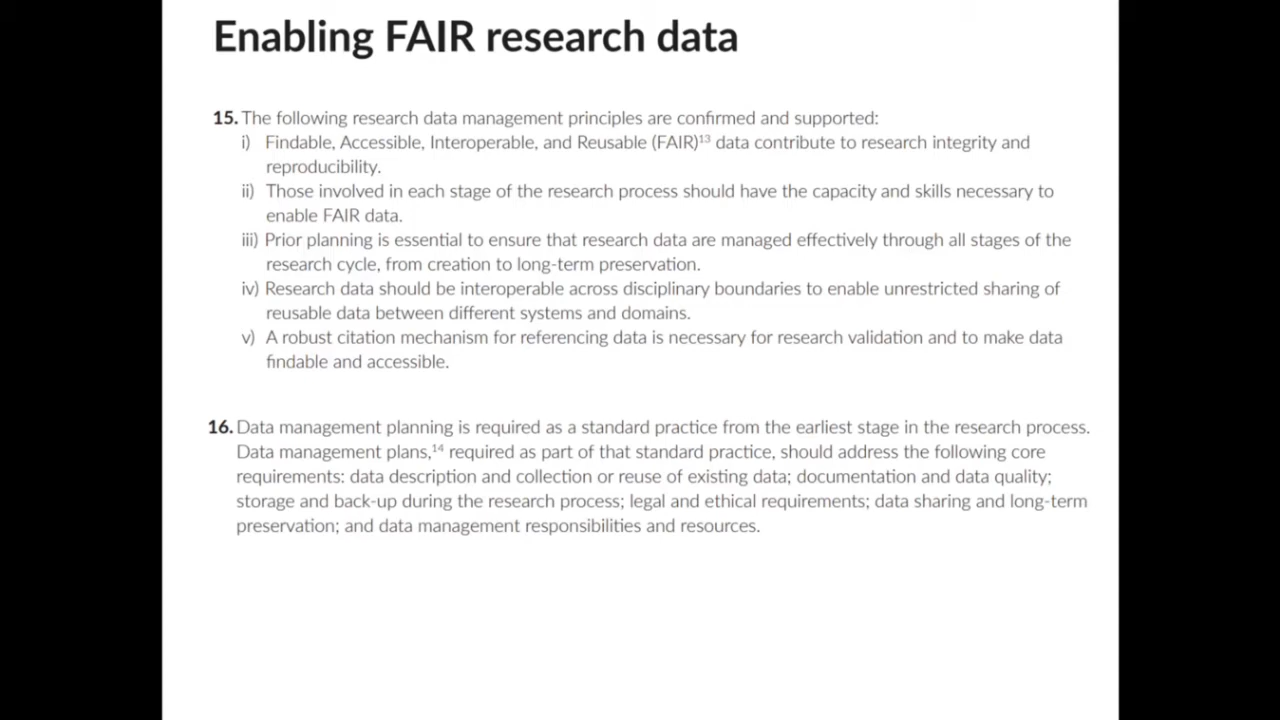 Enabling FAIR research data
15. The following research data management principles are confirmed and supported:
i) Findable, Accessible, Interoperable, and Reusable (FAIR)¹³ data contribute to research integrity and
reproducibility.
ii) Those involved in each stage of the research process should have the capacity and skills necessary to
enable FAIR data.
iii) Prior planning is essential to ensure that research data are managed effectively through all stages of the
research cycle, from creation to long-term preservation.
iv) Research data should be interoperable across disciplinary boundaries to enable unrestricted sharing of
reusable data between different systems and domains.
v) A robust citation mechanism for referencing data is necessary for research validation and to make data
findable and accessible.
16. Data management planning is required as a standard practice from the earliest stage in the research process.
Data management plans,¹⁴ required as part of that standard practice, should address the following core
requirements: data description and collection or reuse of existing data; documentation and data quality;
storage and back-up during the research process; legal and ethical requirements; data sharing and long-term
preservation; and data management responsibilities and resources.